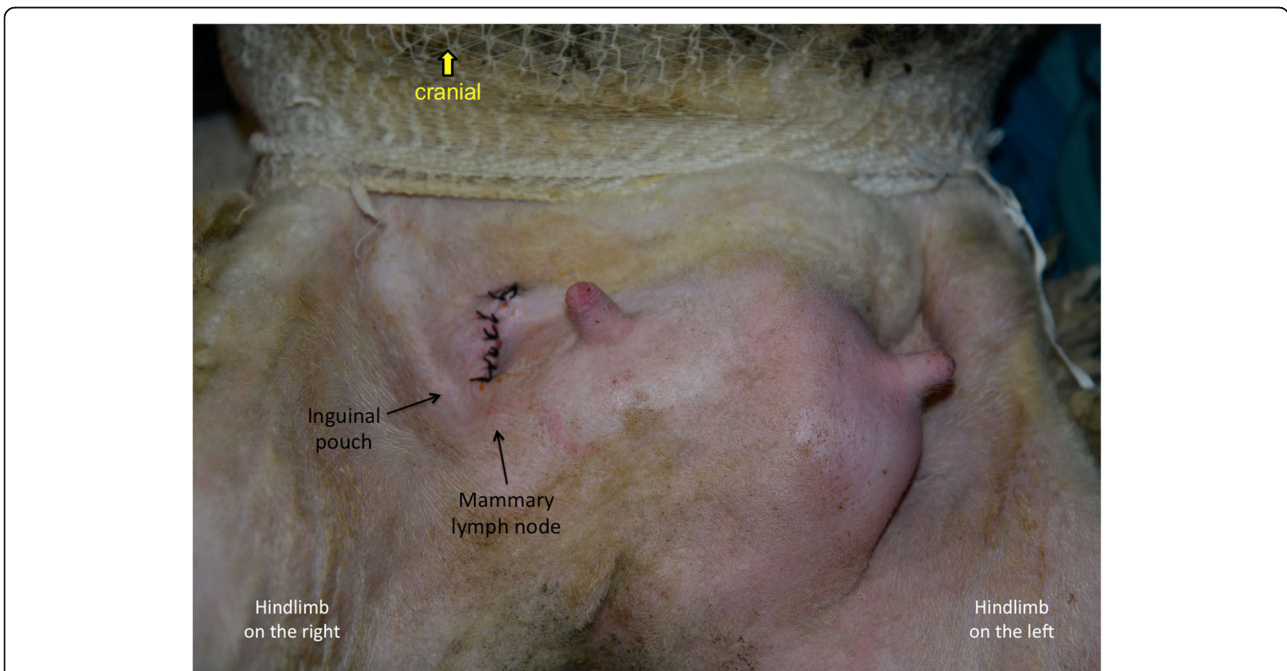 cranial
Inguinal
pouch
Mammary
lymph node
Hindlimb
on the right
Hindlimb
on the left